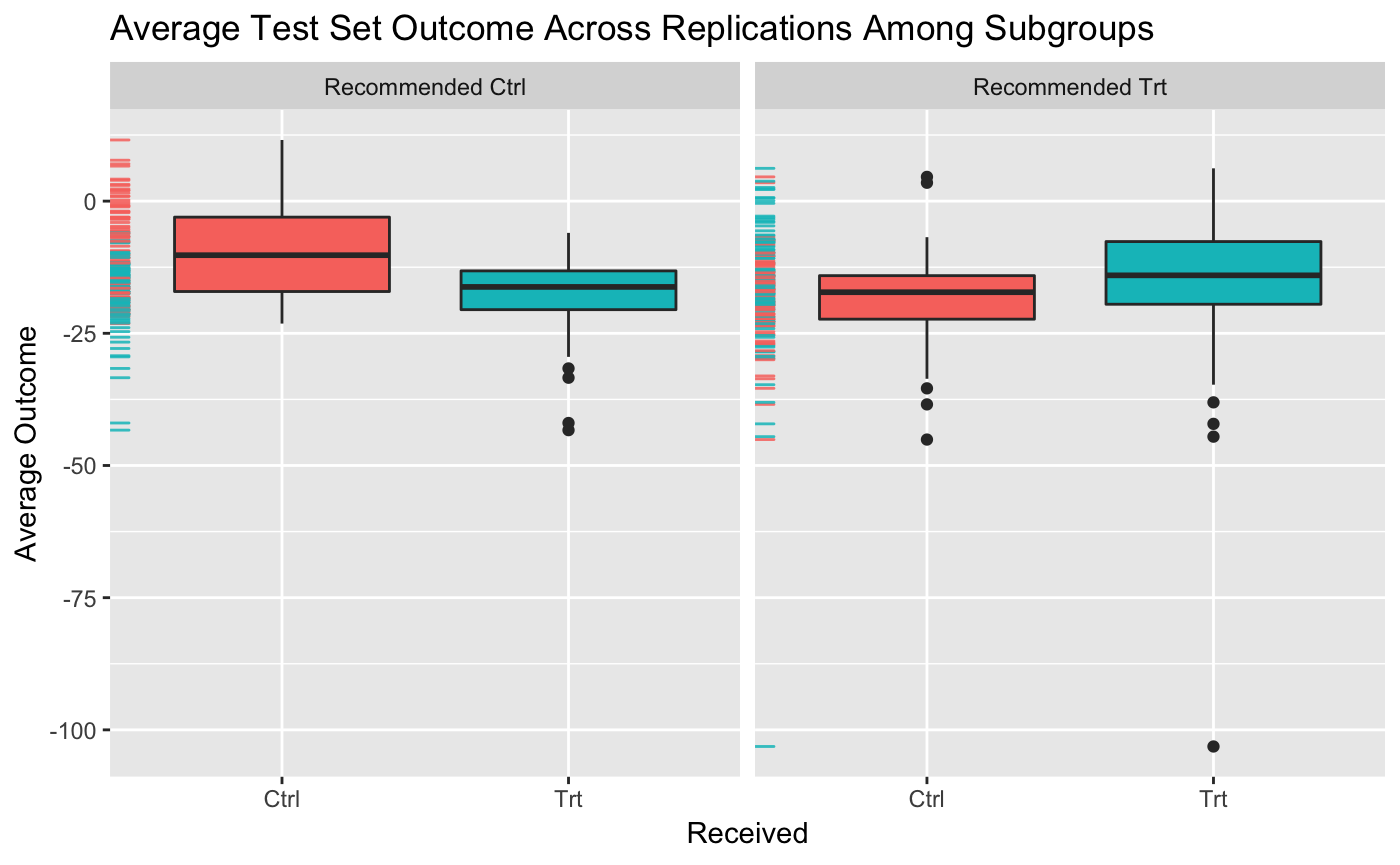 Average Test Set Outcome Across Replications Among Subgroups
Recommended Ctrl
Recommended Trt
Average Outcome
0
-25
-50
-75
-100
Ctrl
Trt
Ctrl
Trt
Received